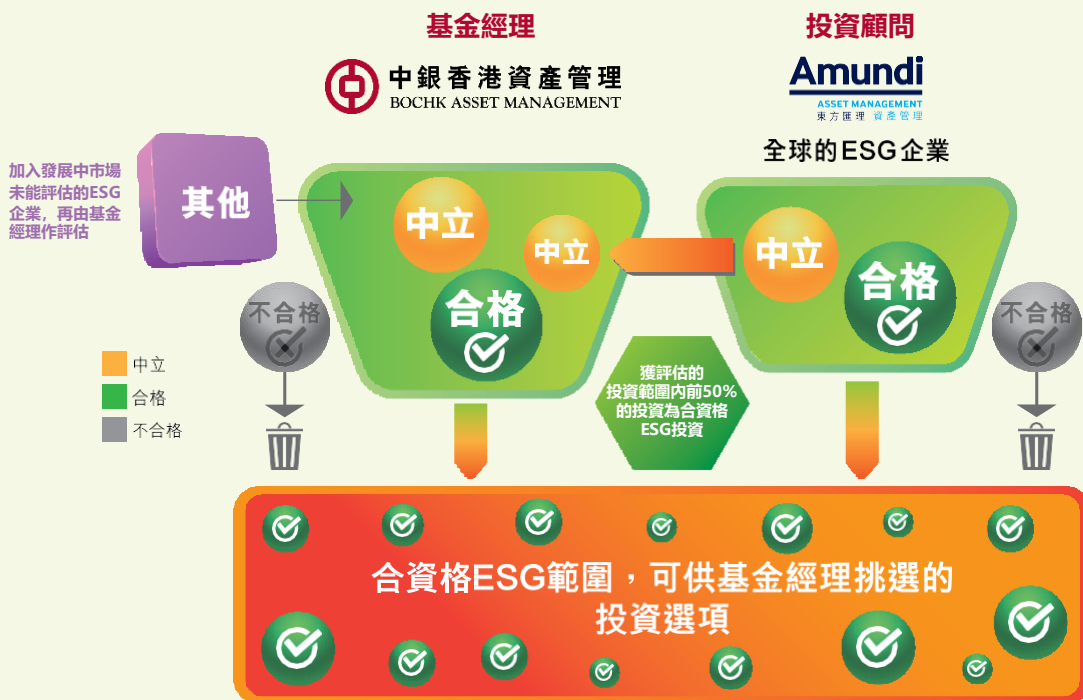 基金經理
中銀香港資產管理
BOCHK ASSET MANAGEMENT
投資顧問
Amundi
ASSET MANAGEMENT
東方匯理 資產管理
全球的ESG企業
加入發展中市場
未能評估的ESG
企業，再由基金
經理作評估
其他
中立
中立
合格
中立
合格
不合格
不合格
中立
合格
不合格
獲評估的
投資範圍內前50%
的投資為合資格
ESG投資
合資格ESG範圍，可供基金經理挑選的
投資選項